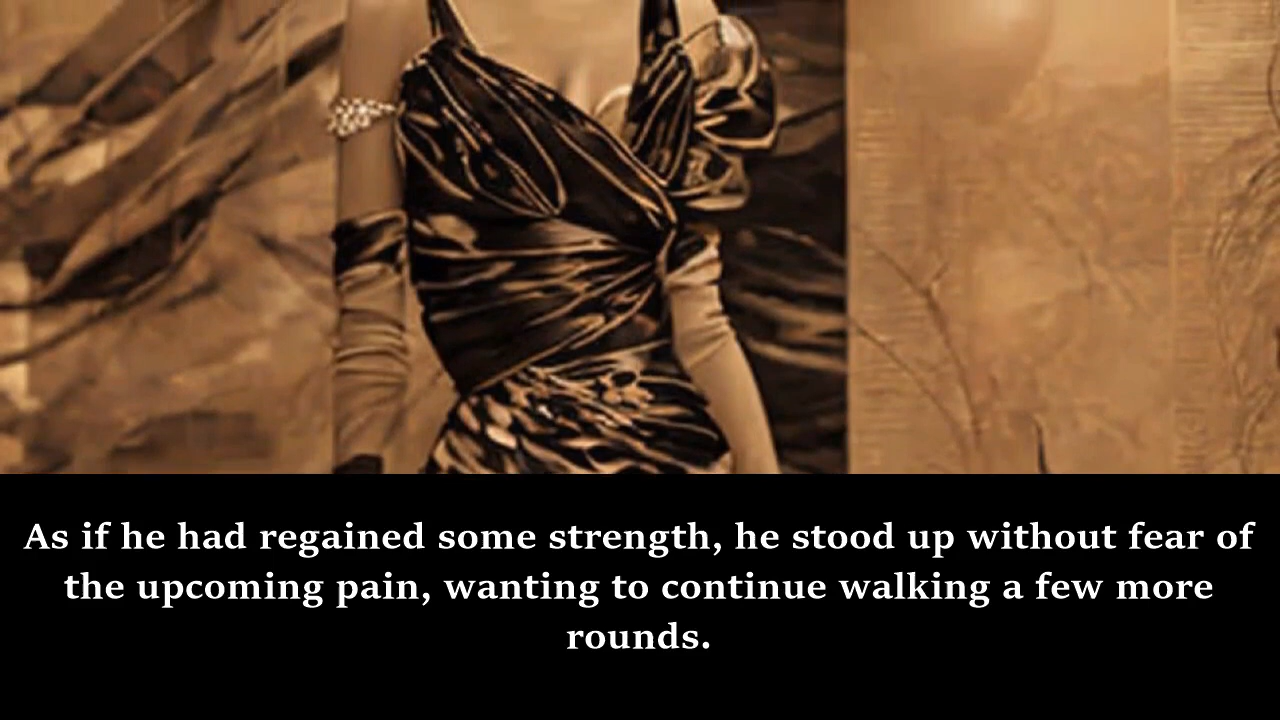 As if he had regained some strength, he stood up without fear of
the upcoming pain, wanting to continue walking a few more
rounds.